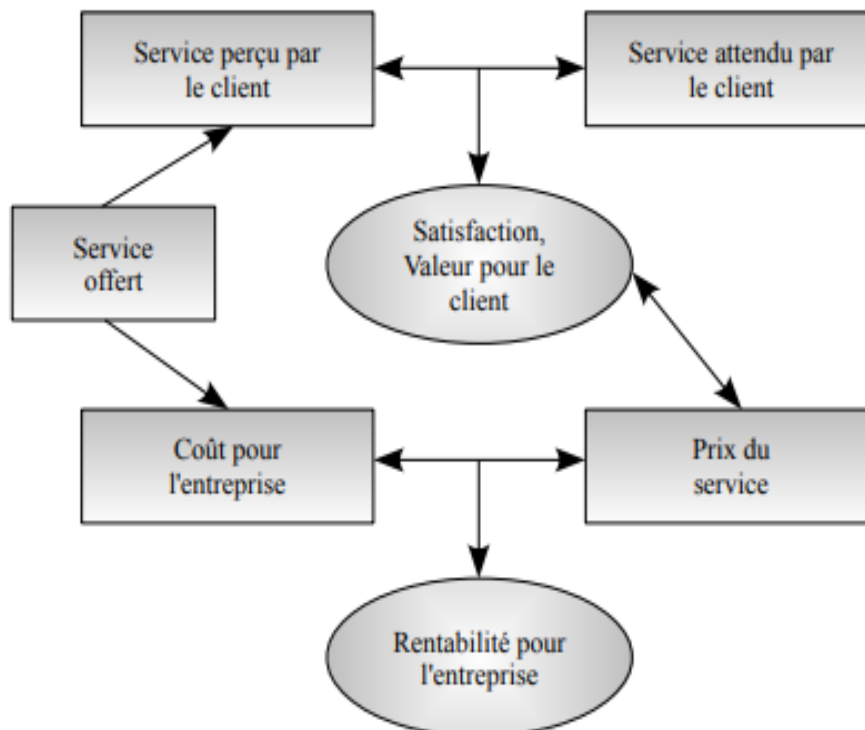 Service perçu par
le client
Service attendu par
le client
Service
offert
Satisfaction,
Valeur pour le
client
Coût pour
l'entreprise
Prix du
service
Rentabilité pour
l'entreprise